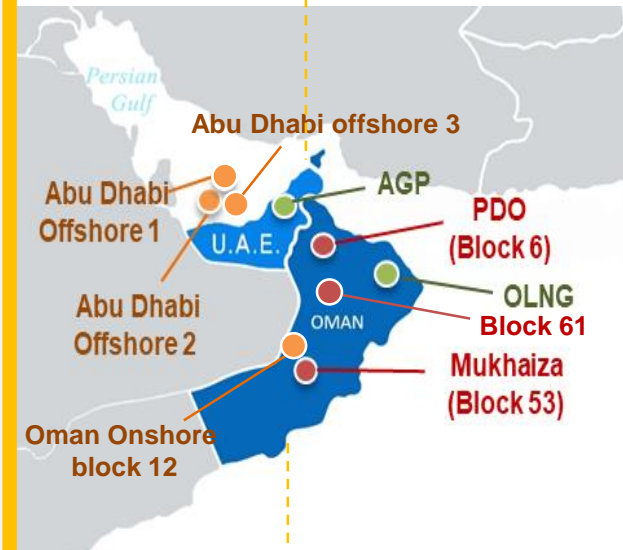 Persian
Gulf
Abu Dhabi offshore 3
Abu Dhabi
Offshore 1
AGP
PDO
(Block 6)
U.A.E.
OLNG
Abu Dhabi
Offshore 2
OMAN
Block 61
Mukhaiza
(Block 53)
Oman Onshore
block 12